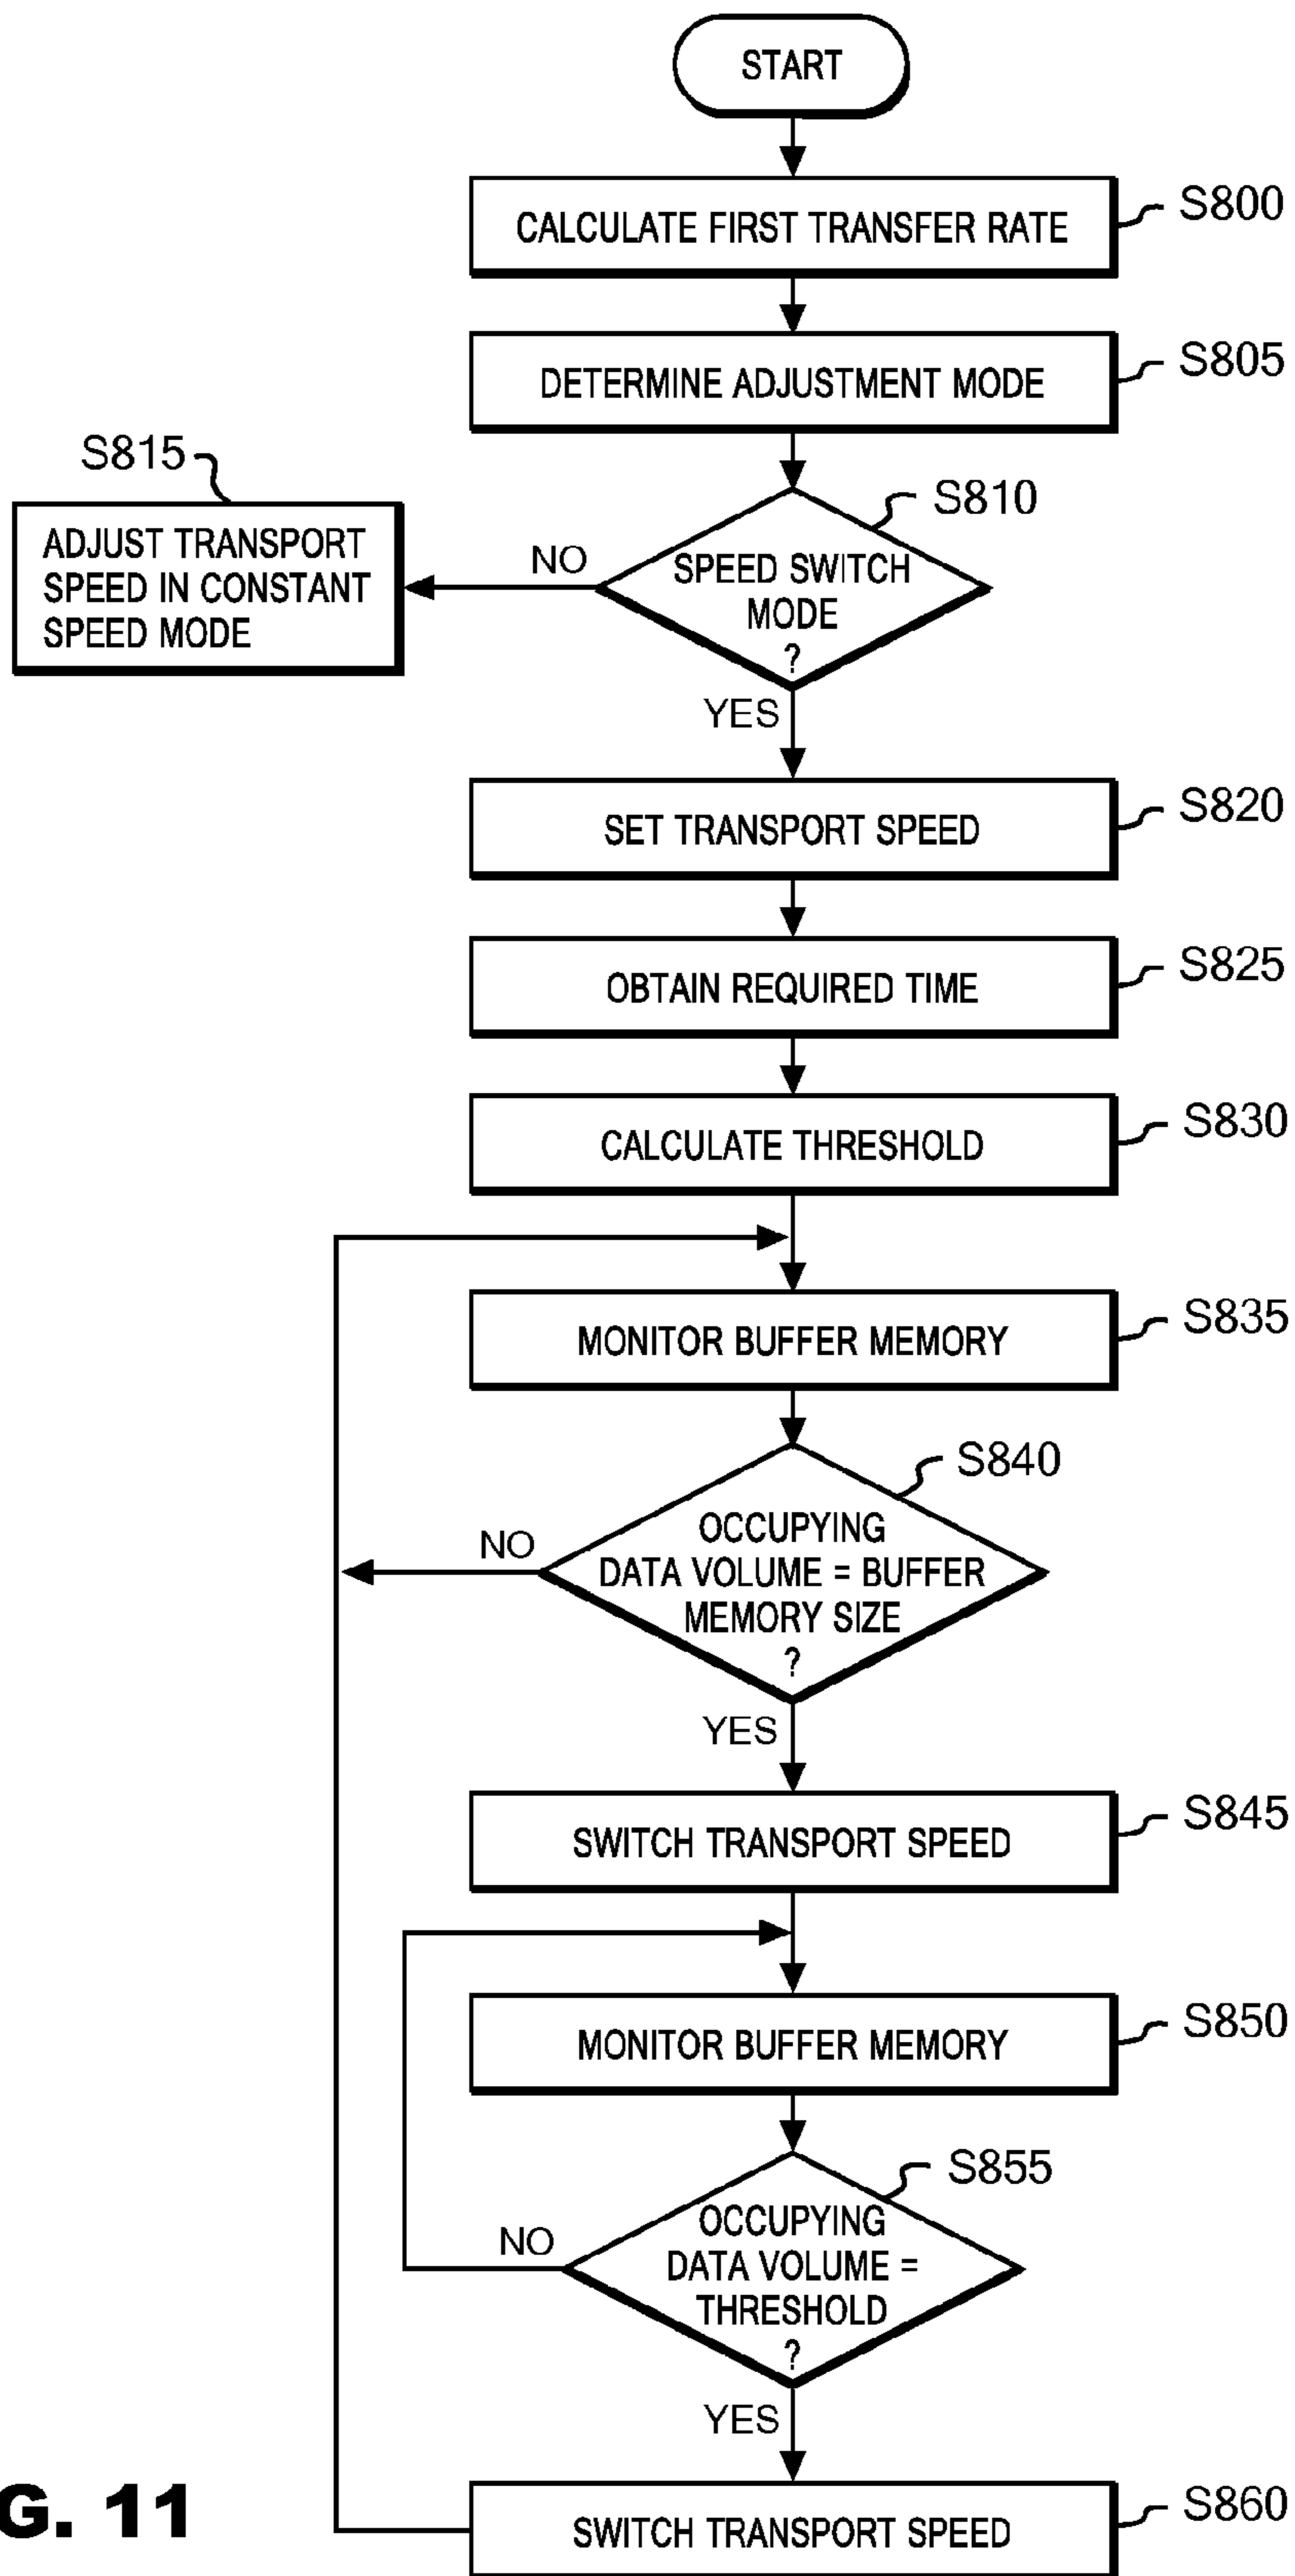 START
CALCULATE FIRST TRANSFER RATE
S800
DETERMINE ADJUSTMENT MODE
S805
S815
ADJUST TRANSPORT
SPEED IN CONSTANT
SPEED MODE
NO
SPEED SWITCH
MODE
?
S810
YES
SET TRANSPORT SPEED
S820
OBTAIN REQUIRED TIME
S825
CALCULATE THRESHOLD
S830
MONITOR BUFFER MEMORY
S835
S840
NO
OCCUPYING
DATA VOLUME = BUFFER
MEMORY SIZE
?
YES
SWITCH TRANSPORT SPEED
S845
MONITOR BUFFER MEMORY
S850
S855
NO
OCCUPYING
DATA VOLUME =
THRESHOLD
?
YES
SWITCH TRANSPORT SPEED
S860
G. 11